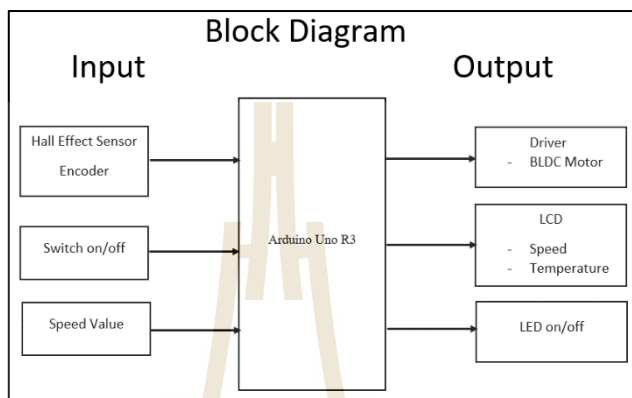 Block Diagram
Input
Output
Hall Effect Sensor
Encoder
Switch on/off
Speed Value
Arduino Uno R3
Driver
- BLDC Motor
LCD
- Speed
- Temperature
LED on/off